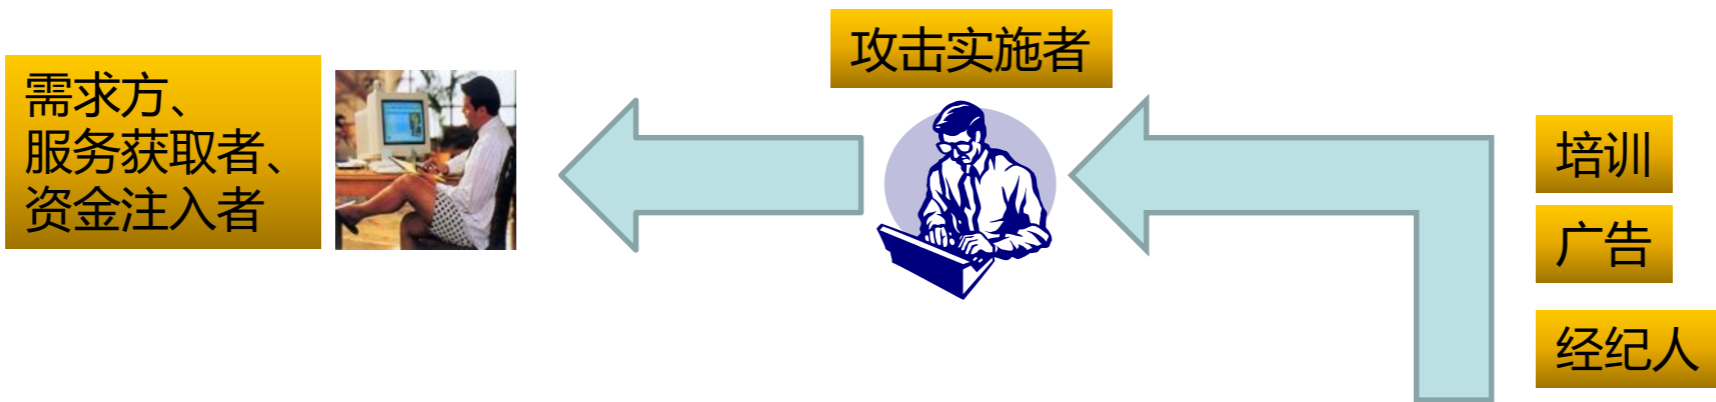 需求方、
服务获取者、
资金注入者
攻击实施者
培训
广告
经纪人